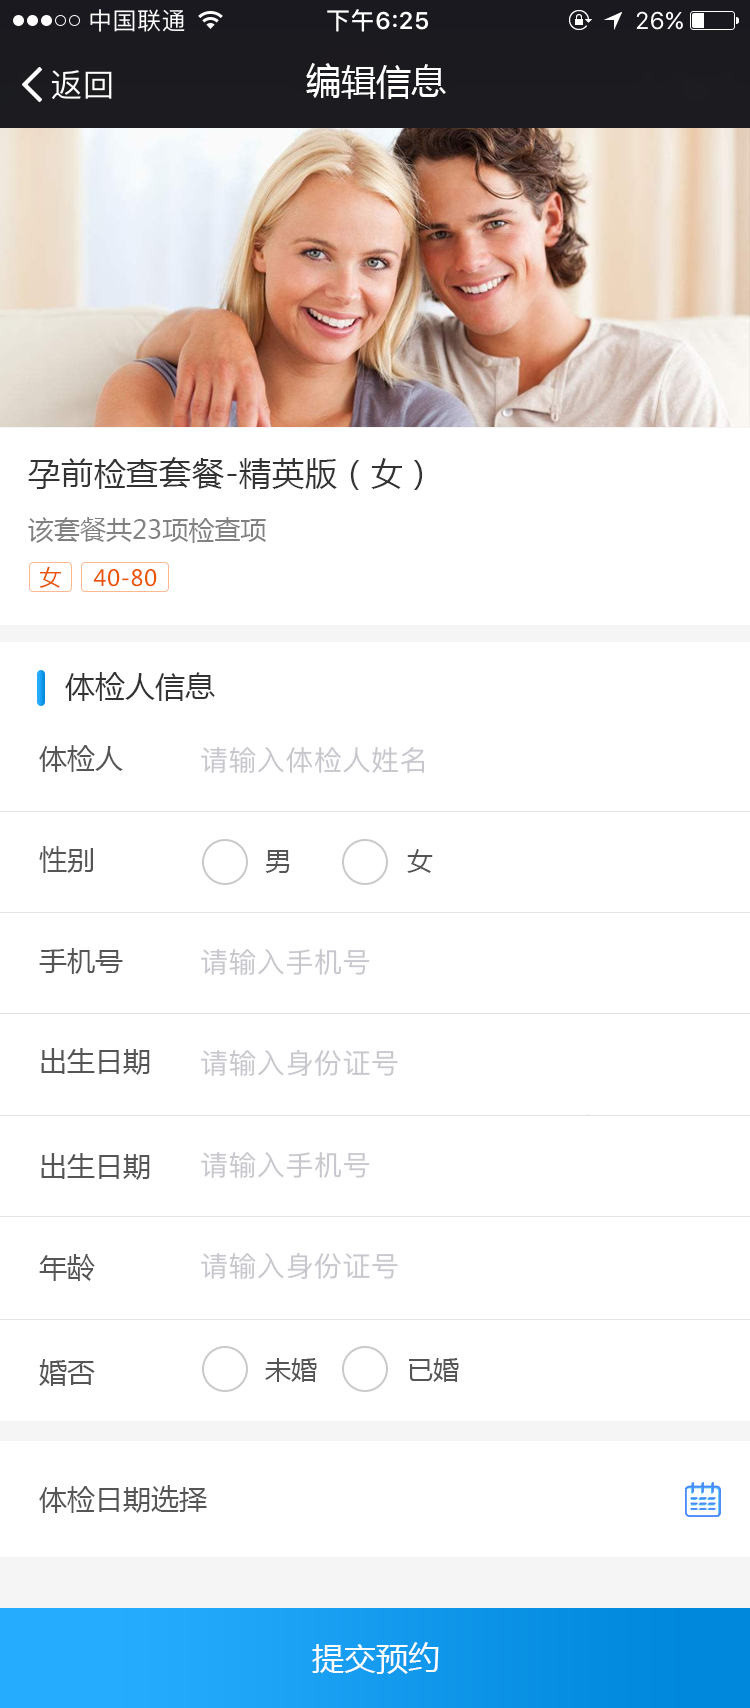 中国联通 下午6:25 26%
返回 编辑信息
孕前检查套餐-精英版（女）
该套餐共23项检查项
女 40-80
体检人信息
体检人 请输入体检人姓名
性别 男 女
手机号 请输入手机号
出生日期 请输入身份证号
出生日期 请输入手机号
年龄 请输入身份证号
婚否 未婚 已婚
体检日期选择
提交预约